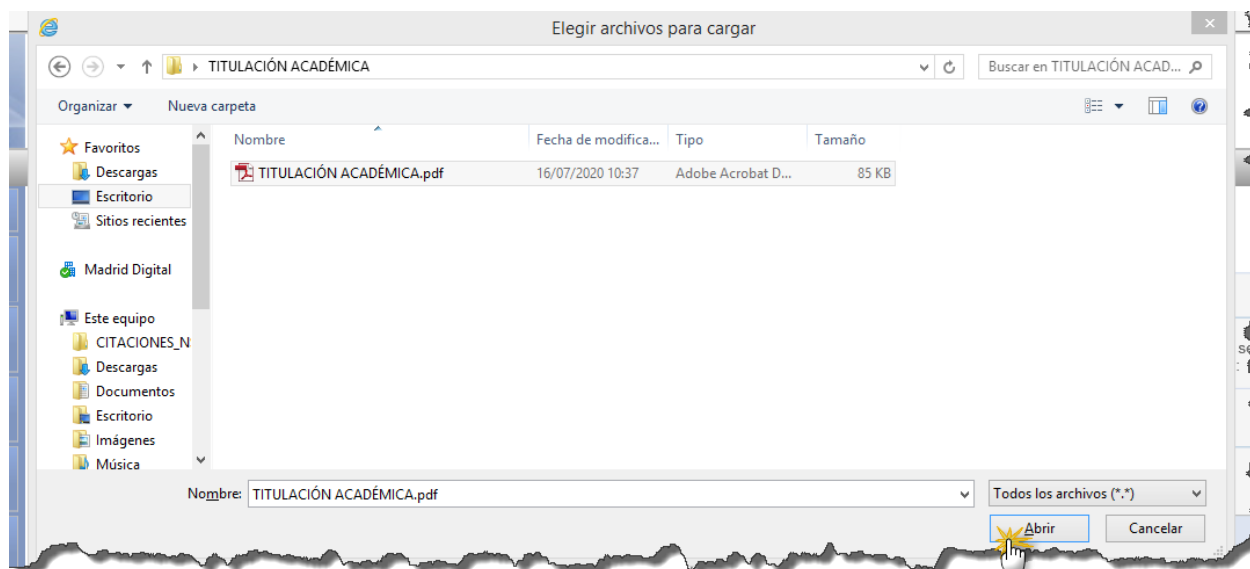 Elegir archivos para cargar
TITULACIÓN ACADÉMICA
Buscar en TITULACIÓN ACAD...
Organizar
Nueva carpeta
Nombre Fecha de modifica... Tipo Tamaño
TITULACIÓN ACADÉMICA.pdf 16/07/2020 10:37 Adobe Acrobat D... 85 KB
Favoritos
Descargas
Escritorio
Sitios recientes
Madrid Digital
Este equipo
CITACIONES_N
Descargas
Documentos
Escritorio
Imágenes
Música
Nombre: TITULACIÓN ACADÉMICA.pdf
Todos los archivos (*.*)
Abrir Cancelar